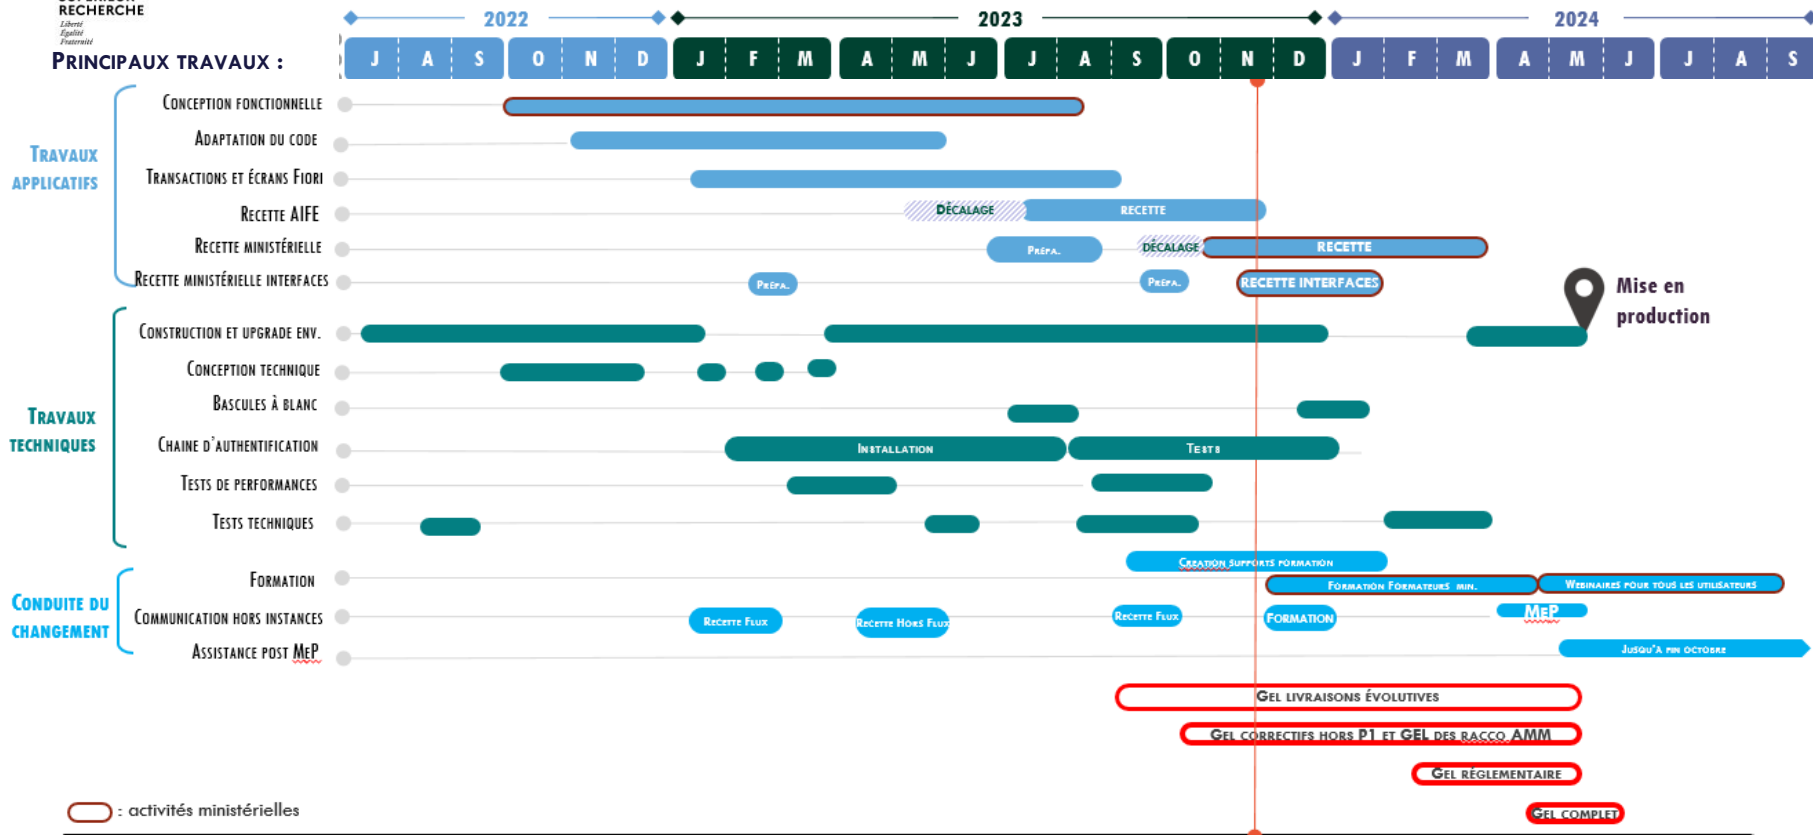 SUPÉRIEUR
RECHERCHE
Liberté
Égalité
Fraternité
2022
2023
2024
PRINCIPAUX TRAVAUX :
J A S O N D J F M A M J J A S O N D J F M A M J J A S
TRAVAUX
APPLICATIFS
CONCEPTION FONCTIONNELLE
ADAPTATION DU CODE
TRANSACTIONS ET ÉCRANS FIORI
RECETTE AIFE
DÉCALAGE
RECETTE
RECETTE MINISTÉRIELLE
PRÉPA.
DÉCALAGE
RECETTE
RECETTE MINISTÉRIELLE INTERFACES
PRÉPA.
PRÉPA.
RECETTE INTERFACES
Mise en
production
TRAVAUX
TECHNIQUES
CONSTRUCTION ET UPGRADE ENV.
CONCEPTION TECHNIQUE
BASCULES À BLANC
CHAINE D'AUTHENTIFICATION
INSTALLATION
TESTS
TESTS DE PERFORMANCES
TESTS TECHNIQUES
CONDUITE DU
CHANGEMENT
CREATION SUPPORTS FORMATION
FORMATION
FORMATION FORMATEURS MIN.
WEBINAIRES POUR TOUS LES UTILISATEURS
COMMUNICATION HORS INSTANCES
RECETTE FLUX
RECETTE HORS FLUX
RECETTE FLUX
FORMATION
MEP
ASSISTANCE POST MEP
JUSQU'À FIN OCTOBRE
GEL LIVRAISONS ÉVOLUTIVES
GEL CORRECTIFS HORS P1 ET GEL DES RACCO AMM
GEL RÉGLEMENTAIRE
GEL COMPLET
: activités ministérielles